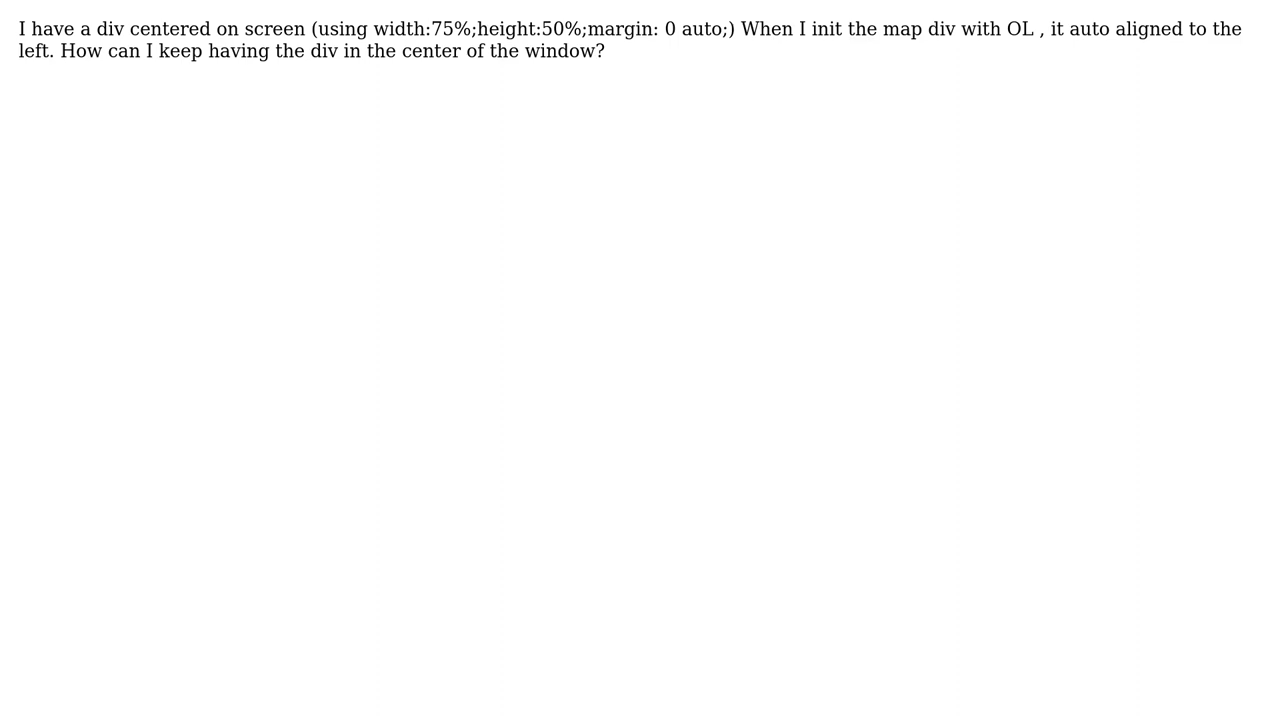 I have a div centered on screen (using width:75%;height:50%;margin: 0 auto;) When I init the map div with OL , it auto aligned to the
left. How can I keep having the div in the center of the window?